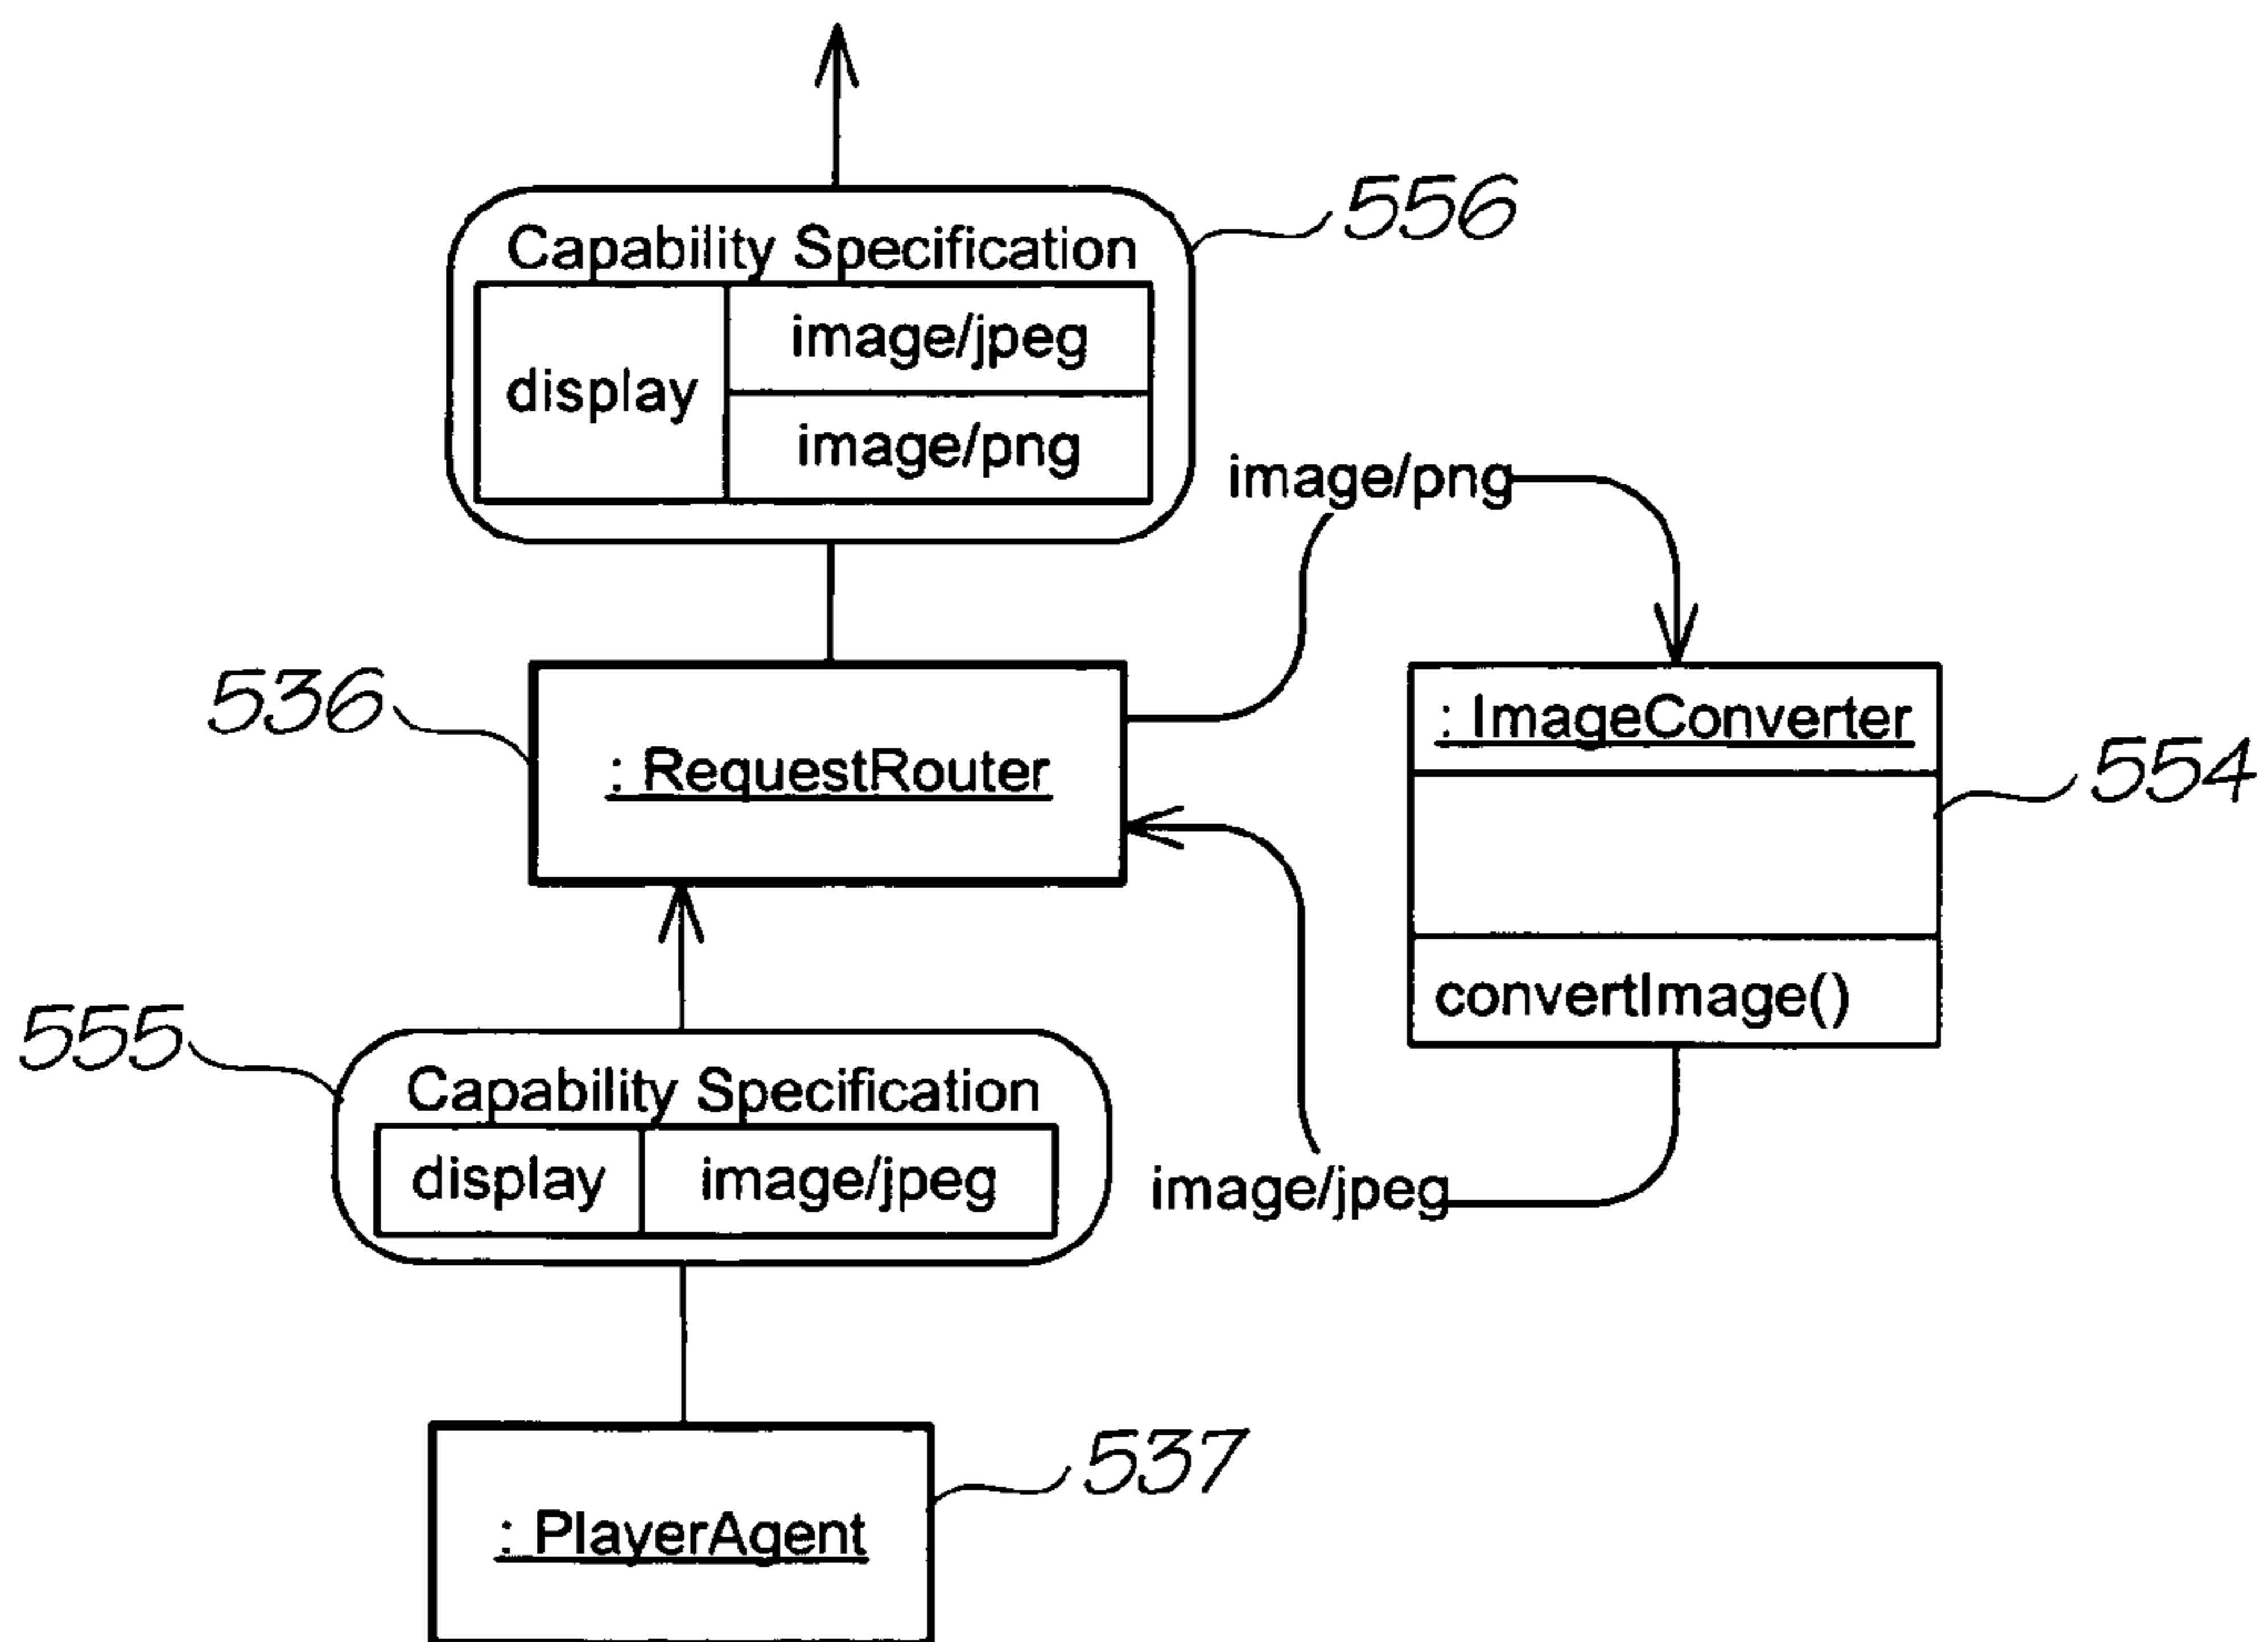 556
Capability Specification
display
image/jpeg
image/png
image/png
536
: RequestRouter
: ImageConverter
554
convertImage()
555
Capability Specification
display
image/jpeg
image/jpeg
537
: PlayerAgent